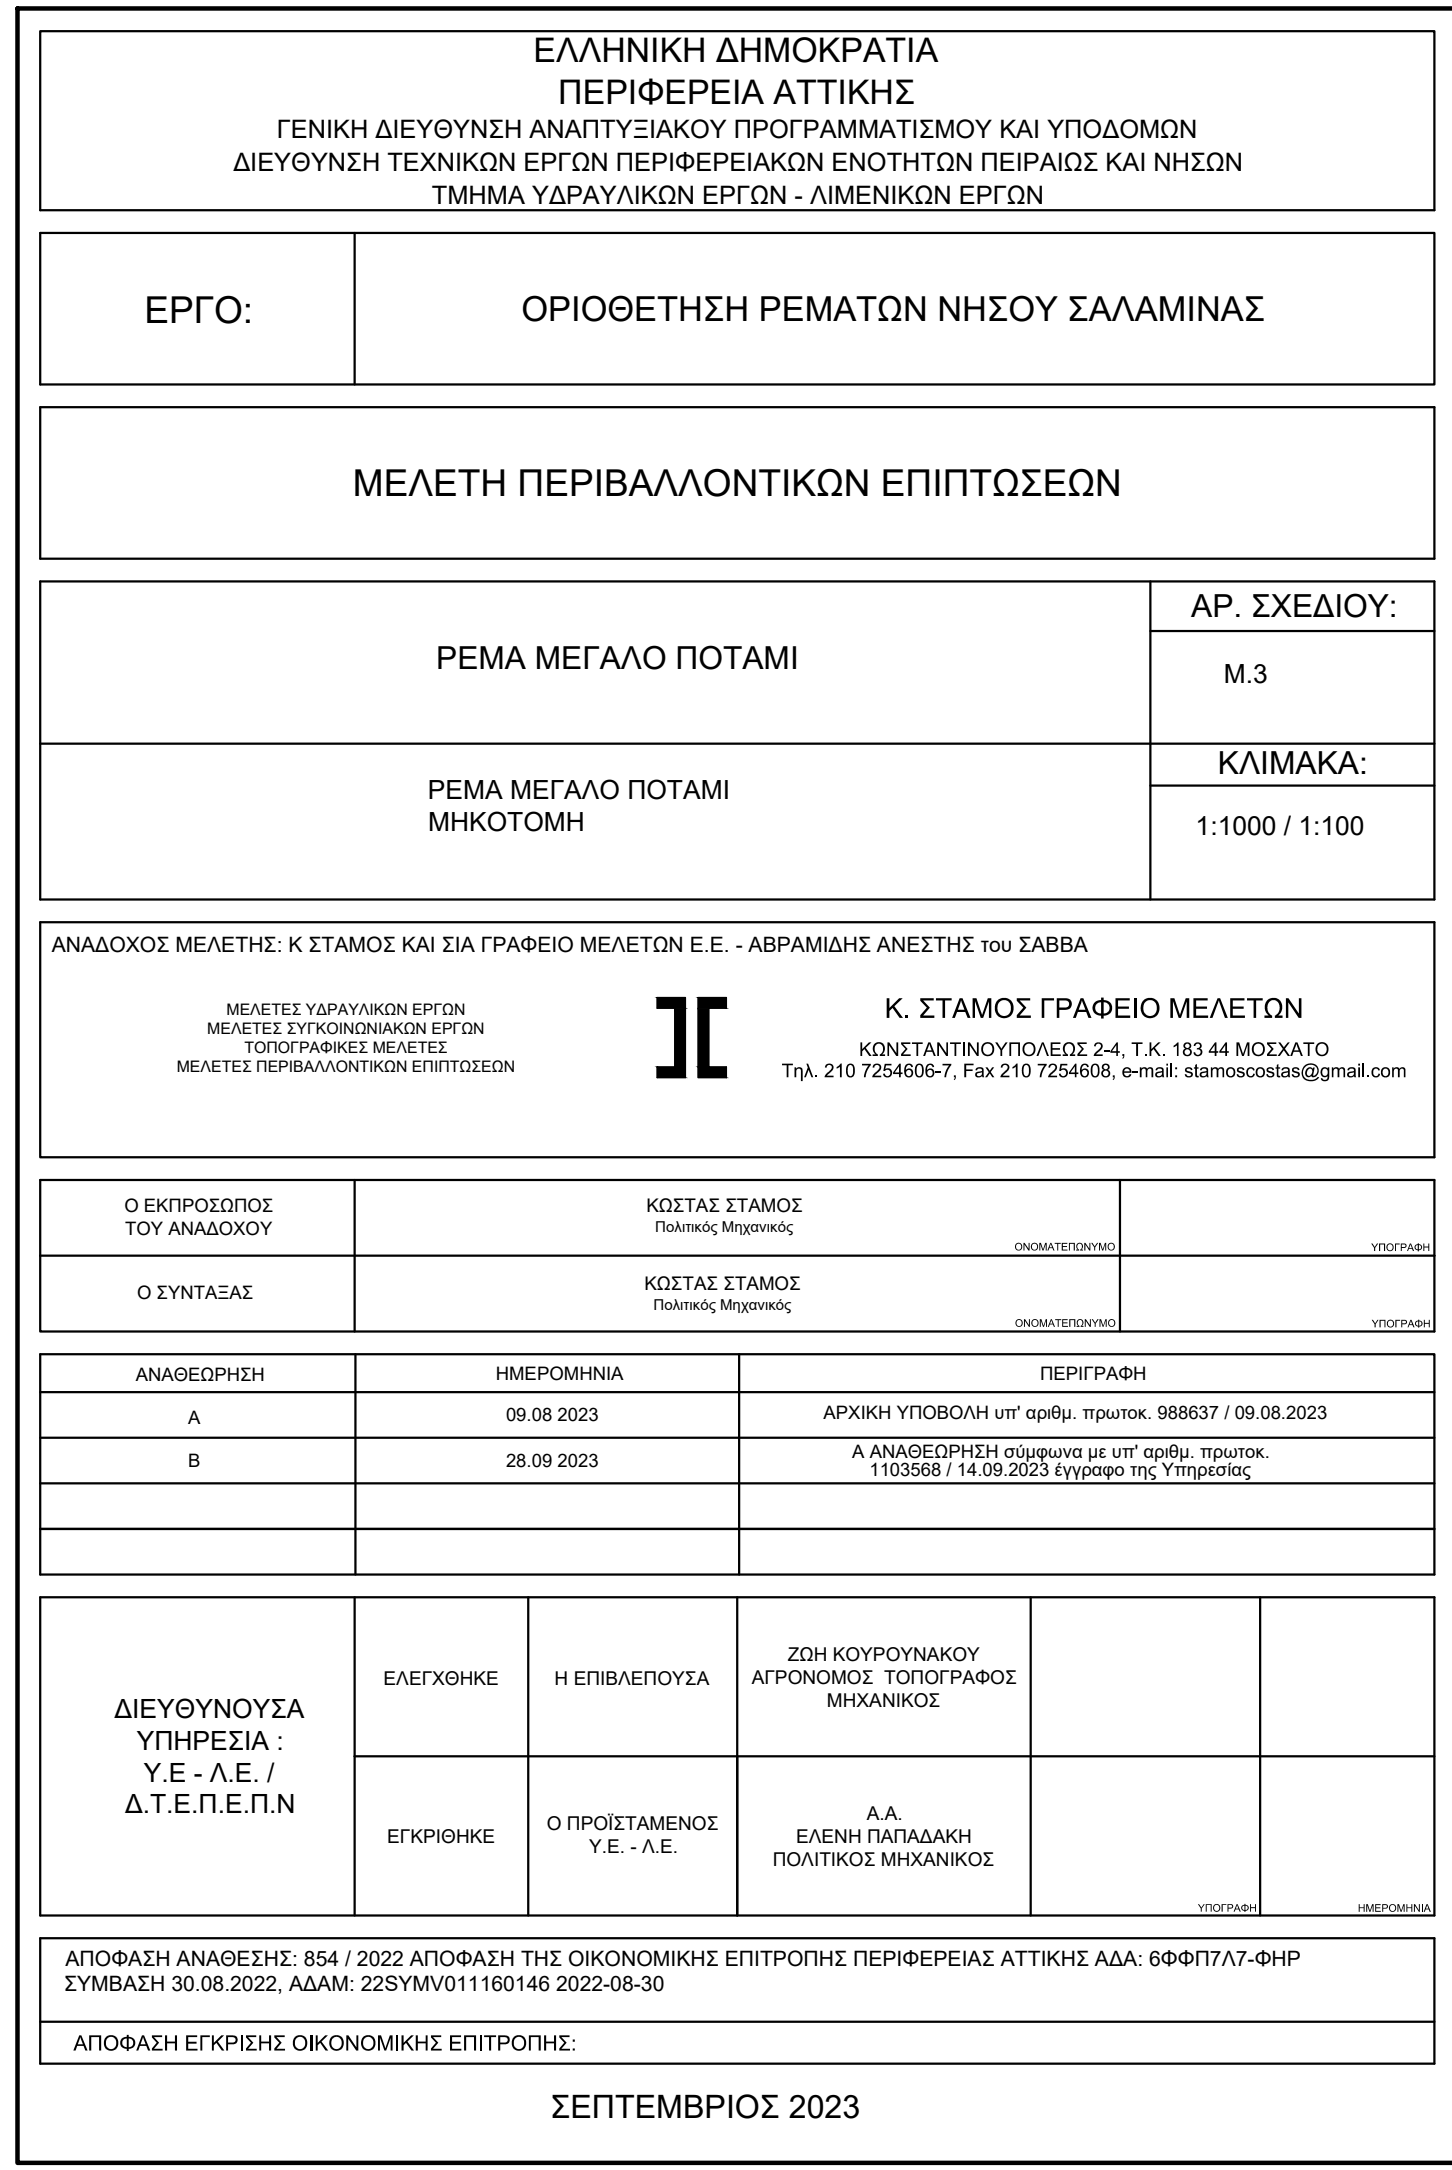 ΕΛΛΗΝΙΚΗ ΔΗΜΟΚΡΑΤΙΑ
ΠΕΡΙΦΕΡΕΙΑ ΑΤΤΙΚΗΣ
ΓΕΝΙΚΗ ΔΙΕΥΘΥΝΣΗ ΑΝΑΠΤΥΞΙΑΚΟΥ ΠΡΟΓΡΑΜΜΑΤΙΣΜΟΥ ΚΑΙ ΥΠΟΔΟΜΩΝ
ΔΙΕΥΘΥΝΣΗ ΤΕΧΝΙΚΩΝ ΕΡΓΩΝ ΠΕΡΙΦΕΡΕΙΑΚΩΝ ΕΝΟΤΗΤΩΝ ΠΕΙΡΑΙΩΣ ΚΑΙ ΝΗΣΩΝ
ΤΜΗΜΑ ΥΔΡΑΥΛΙΚΩΝ ΕΡΓΩΝ - ΛΙΜΕΝΙΚΩΝ ΕΡΓΩΝ
ΕΡΓΟ:
ΟΡΙΟΘΕΤΗΣΗ ΡΕΜΑΤΩΝ ΝΗΣΟΥ ΣΑΛΑΜΙΝΑΣ
ΜΕΛΕΤΗ ΠΕΡΙΒΑΛΛΟΝΤΙΚΩΝ ΕΠΙΠΤΩΣΕΩΝ
ΡΕΜΑ ΜΕΓΑΛΟ ΠΟΤΑΜΙ
ΑΡ. ΣΧΕΔΙΟΥ:
Μ.3
ΡΕΜΑ ΜΕΓΑΛΟ ΠΟΤΑΜΙ
ΜΗΚΟΤΟΜΗ
ΚΛΙΜΑΚΑ:
1:1000 / 1:100
ΑΝΑΔΟΧΟΣ ΜΕΛΕΤΗΣ: Κ ΣΤΑΜΟΣ ΚΑΙ ΣΙΑ ΓΡΑΦΕΙΟ ΜΕΛΕΤΩΝ Ε.Ε. - ΑΒΡΑΜΙΔΗΣ ΑΝΕΣΤΗΣ του ΣΑΒΒΑ
ΜΕΛΕΤΕΣ ΥΔΡΑΥΛΙΚΩΝ ΕΡΓΩΝ
ΜΕΛΕΤΕΣ ΣΥΓΚΟΙΝΩΝΙΑΚΩΝ ΕΡΓΩΝ
ΤΟΠΟΓΡΑΦΙΚΕΣ ΜΕΛΕΤΕΣ
ΜΕΛΕΤΕΣ ΠΕΡΙΒΑΛΛΟΝΤΙΚΩΝ ΕΠΙΠΤΩΣΕΩΝ
Κ. ΣΤΑΜΟΣ ΓΡΑΦΕΙΟ ΜΕΛΕΤΩΝ
ΚΩΝΣΤΑΝΤΙΝΟΥΠΟΛΕΩΣ 2-4, Τ.Κ. 183 44 ΜΟΣΧΑΤΟ
Τηλ. 210 7254606-7, Fax 210 7254608, e-mail: stamoscostas@gmail.com
Ο ΕΚΠΡΟΣΩΠΟΣ
ΤΟΥ ΑΝΑΔΟΧΟΥ
ΚΩΣΤΑΣ ΣΤΑΜΟΣ
Πολιτικός Μηχανικός
ΟΝΟΜΑΤΕΠΩΝΥΜΟ
ΥΠΟΓΡΑΦΗ
Ο ΣΥΝΤΑΞΑΣ
ΚΩΣΤΑΣ ΣΤΑΜΟΣ
Πολιτικός Μηχανικός
ΟΝΟΜΑΤΕΠΩΝΥΜΟ
ΥΠΟΓΡΑΦΗ
ΑΝΑΘΕΩΡΗΣΗ
ΗΜΕΡΟΜΗΝΙΑ
ΠΕΡΙΓΡΑΦΗ
Α
09.08 2023
ΑΡΧΙΚΗ ΥΠΟΒΟΛΗ υπ' αριθμ. πρωτοκ. 988637 / 09.08.2023
Β
28.09 2023
Α ΑΝΑΘΕΩΡΗΣΗ σύμφωνα με υπ' αριθμ. πρωτοκ.
1103568 / 14.09.2023 έγγραφο της Υπηρεσίας
ΔΙΕΥΘΥΝΟΥΣΑ
ΥΠΗΡΕΣΙΑ :
Υ.Ε - Λ.Ε. /
Δ.Τ.Ε.Π.Ε.Π.Ν
ΕΛΕΓΧΘΗΚΕ
Η ΕΠΙΒΛΕΠΟΥΣΑ
ΖΩΗ ΚΟΥΡΟΥΝΑΚΟΥ
ΑΓΡΟΝΟΜΟΣ ΤΟΠΟΓΡΑΦΟΣ
ΜΗΧΑΝΙΚΟΣ
ΕΓΚΡΙΘΗΚΕ
Ο ΠΡΟΪΣΤΑΜΕΝΟΣ
Υ.Ε. - Λ.Ε.
Α.Α.
ΕΛΕΝΗ ΠΑΠΑΔΑΚΗ
ΠΟΛΙΤΙΚΟΣ ΜΗΧΑΝΙΚΟΣ
ΥΠΟΓΡΑΦΗ
ΗΜΕΡΟΜΗΝΙΑ
ΑΠΟΦΑΣΗ ΑΝΑΘΕΣΗΣ: 854 / 2022 ΑΠΟΦΑΣΗ ΤΗΣ ΟΙΚΟΝΟΜΙΚΗΣ ΕΠΙΤΡΟΠΗΣ ΠΕΡΙΦΕΡΕΙΑΣ ΑΤΤΙΚΗΣ ΑΔΑ: 6ΦΦΠ7Λ7-ΦΗΡ
ΣΥΜΒΑΣΗ 30.08.2022, ΑΔΑΜ: 22SYMV011160146 2022-08-30
ΑΠΟΦΑΣΗ ΕΓΚΡΙΣΗΣ ΟΙΚΟΝΟΜΙΚΗΣ ΕΠΙΤΡΟΠΗΣ:
ΣΕΠΤΕΜΒΡΙΟΣ 2023